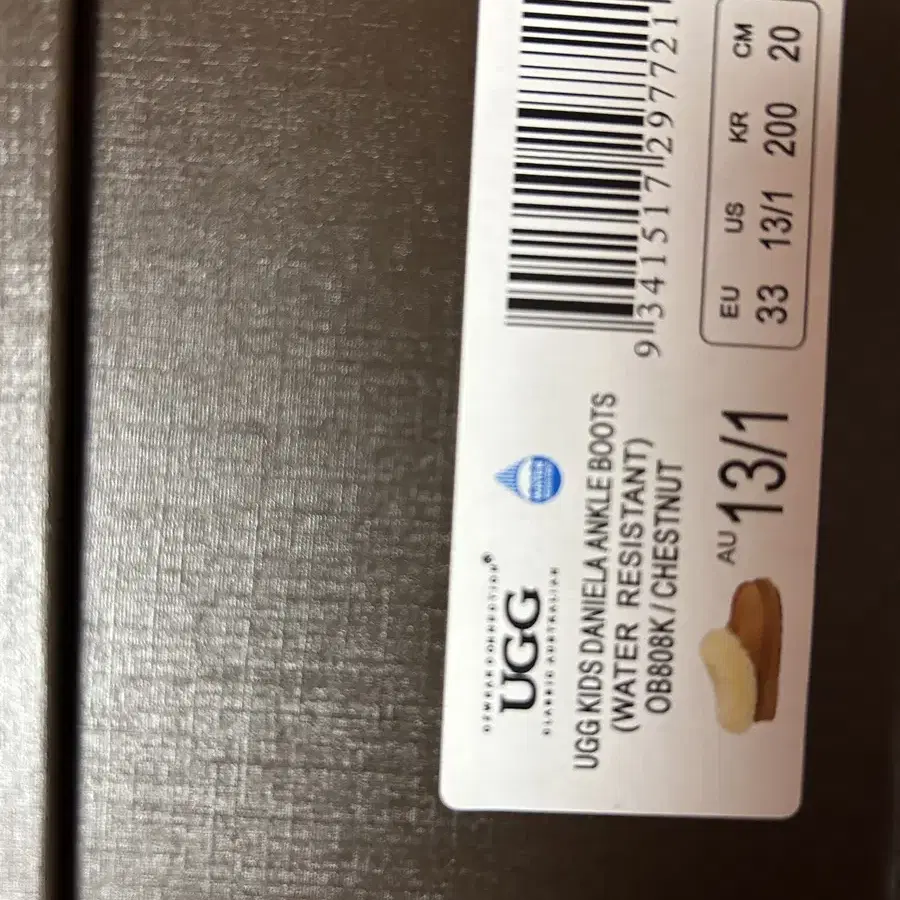 OZWEAR CONNECTION®
UGG
CLASSIC AUSTRALIAN
UGG KIDS DANIELA ANKLE BOOTS
(WATER RESISTANT)
OB808K / CHESTNUT
9 341517 297721
AU 13/1
EU US KR CM
33 13/1 200 20